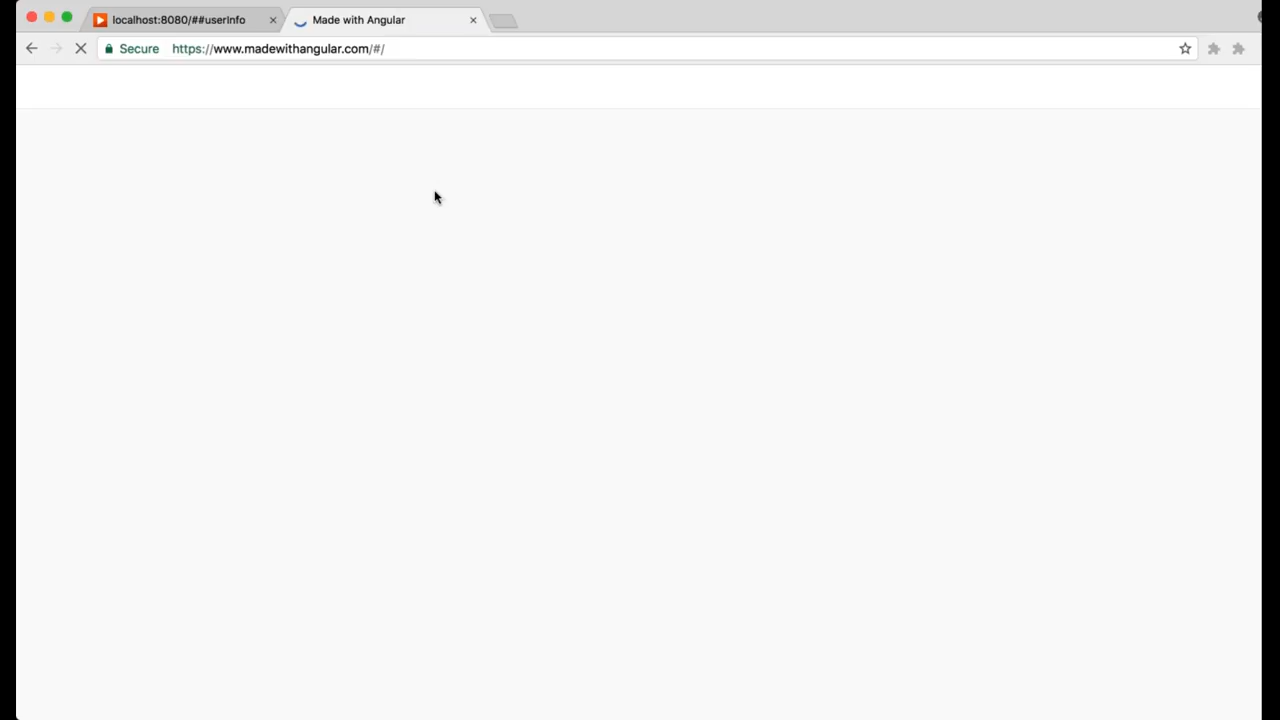 localhost:8080/##userInfo
Made with Angular
Secure https://www.madewithangular.com/#/